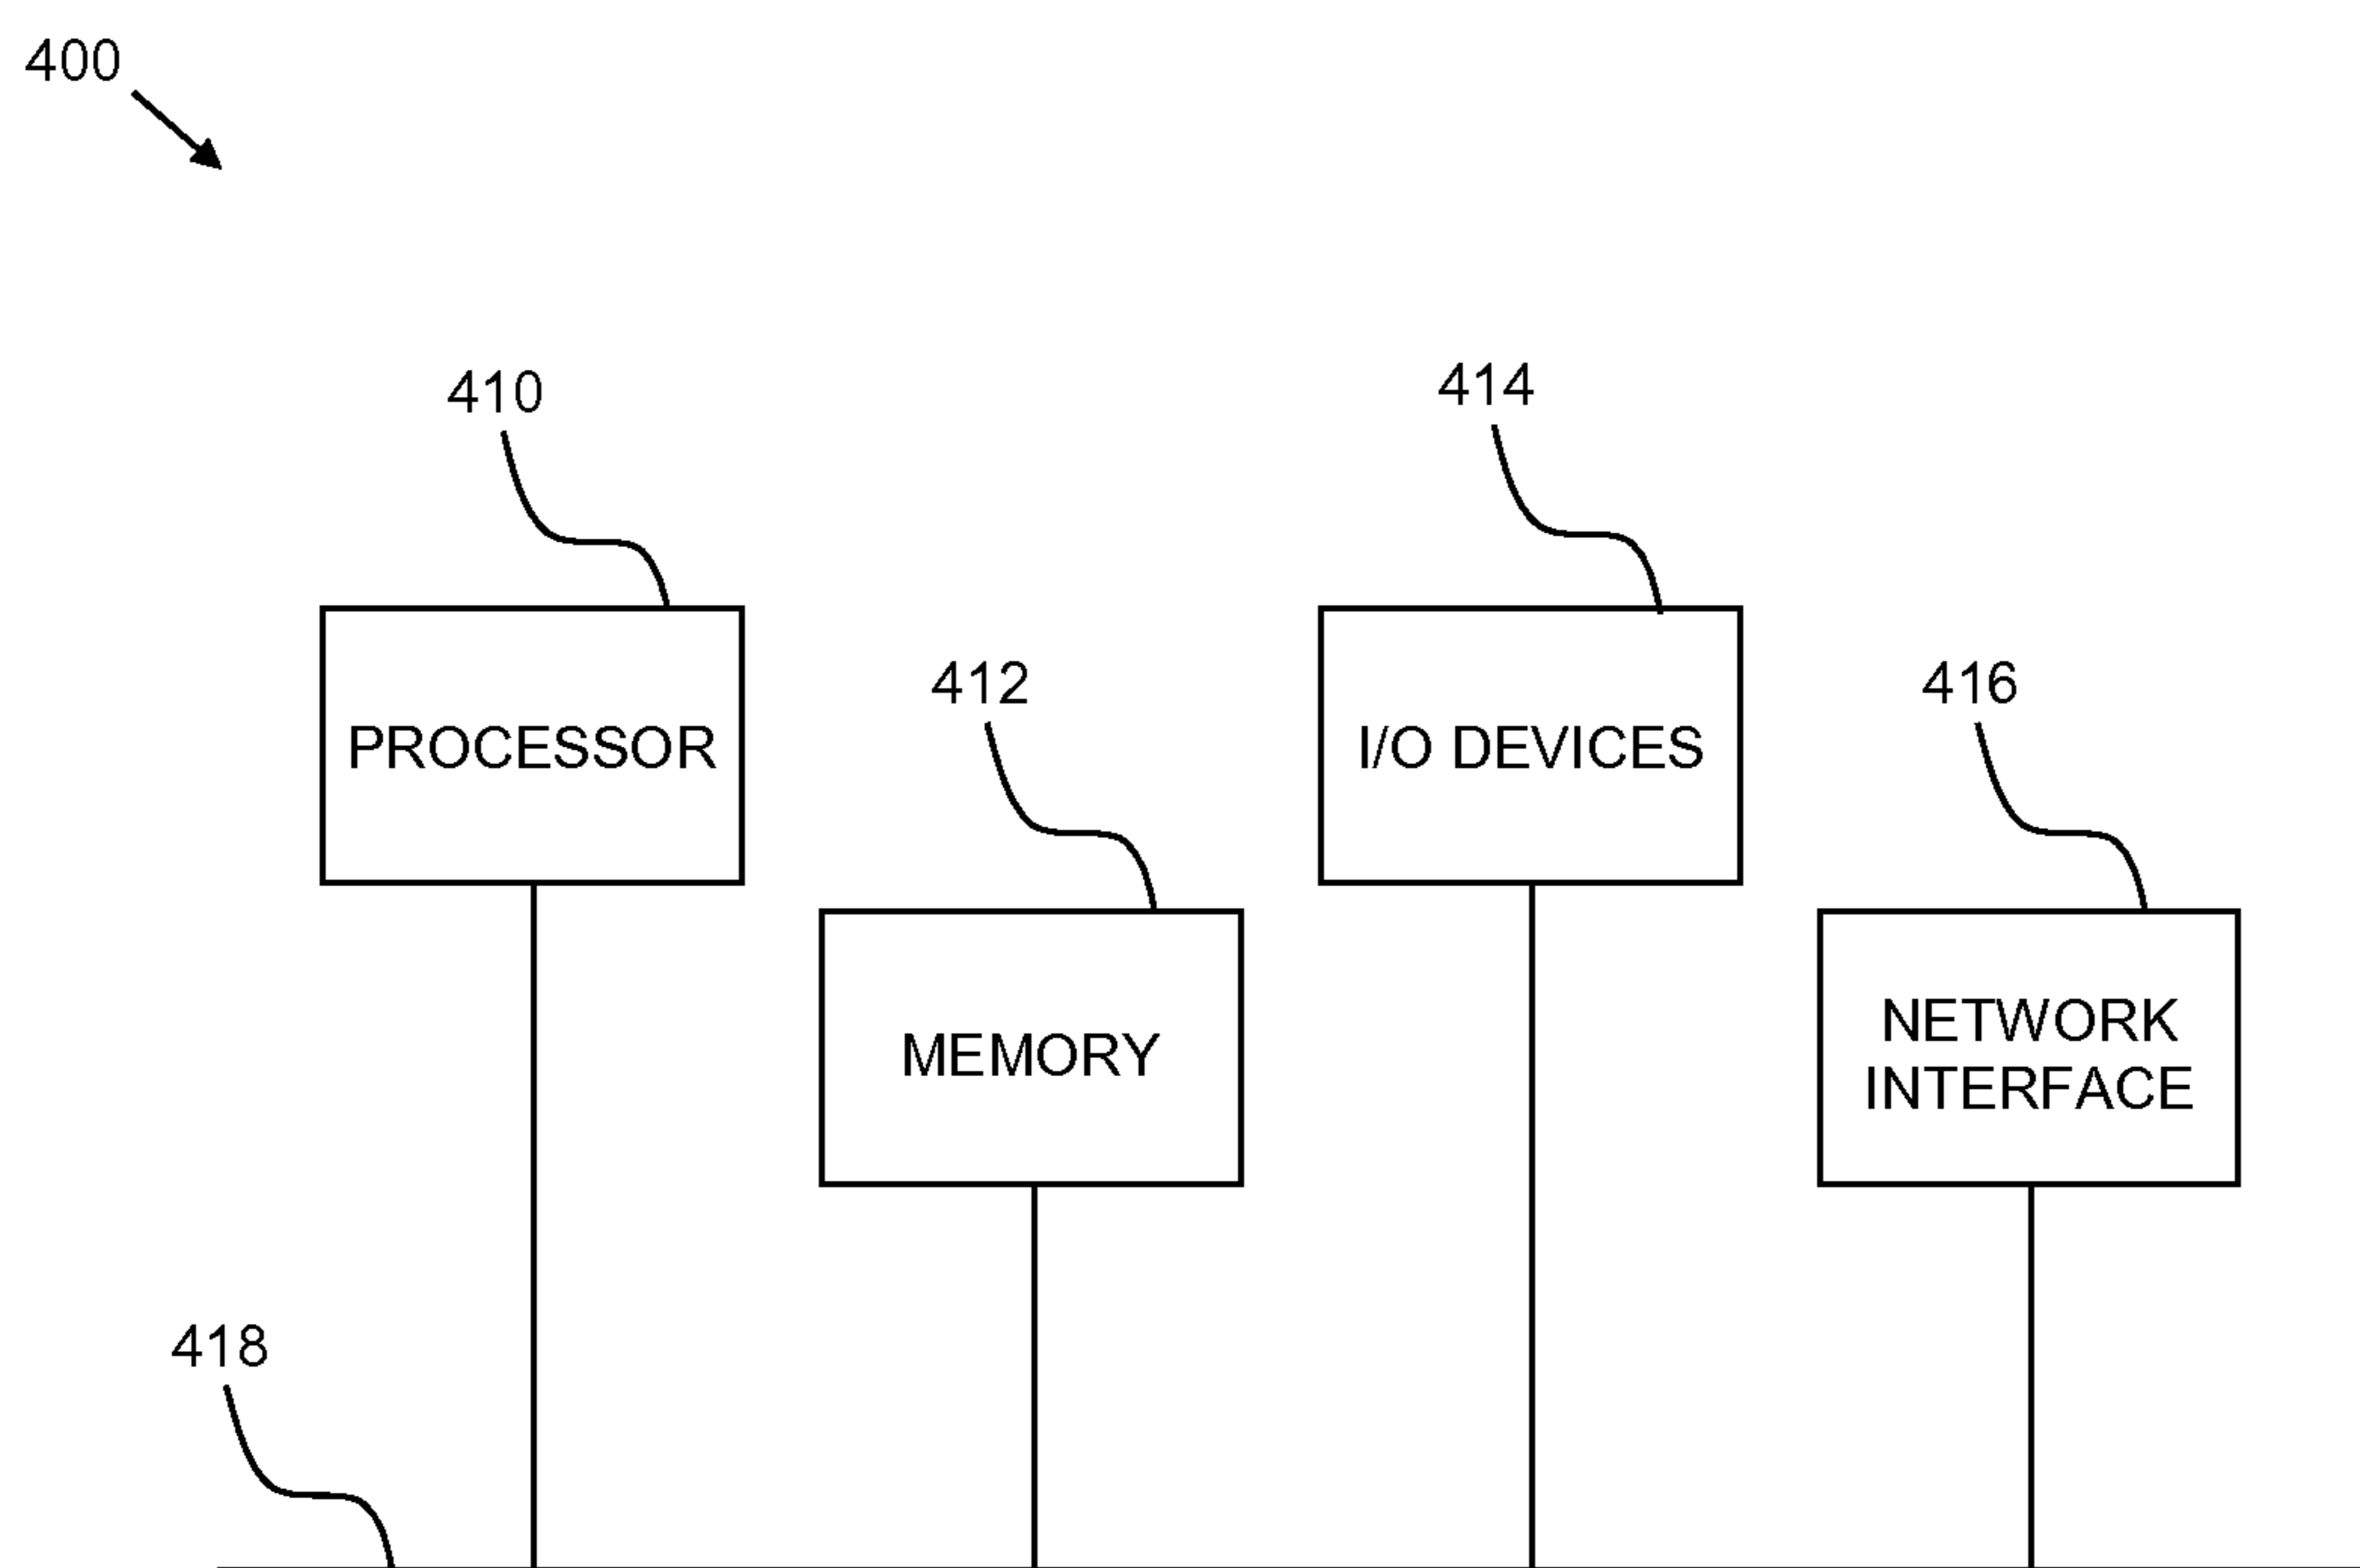 400
410
414
PROCESSOR
412
I/O DEVICES
416
MEMORY
NETWORK
INTERFACE
418